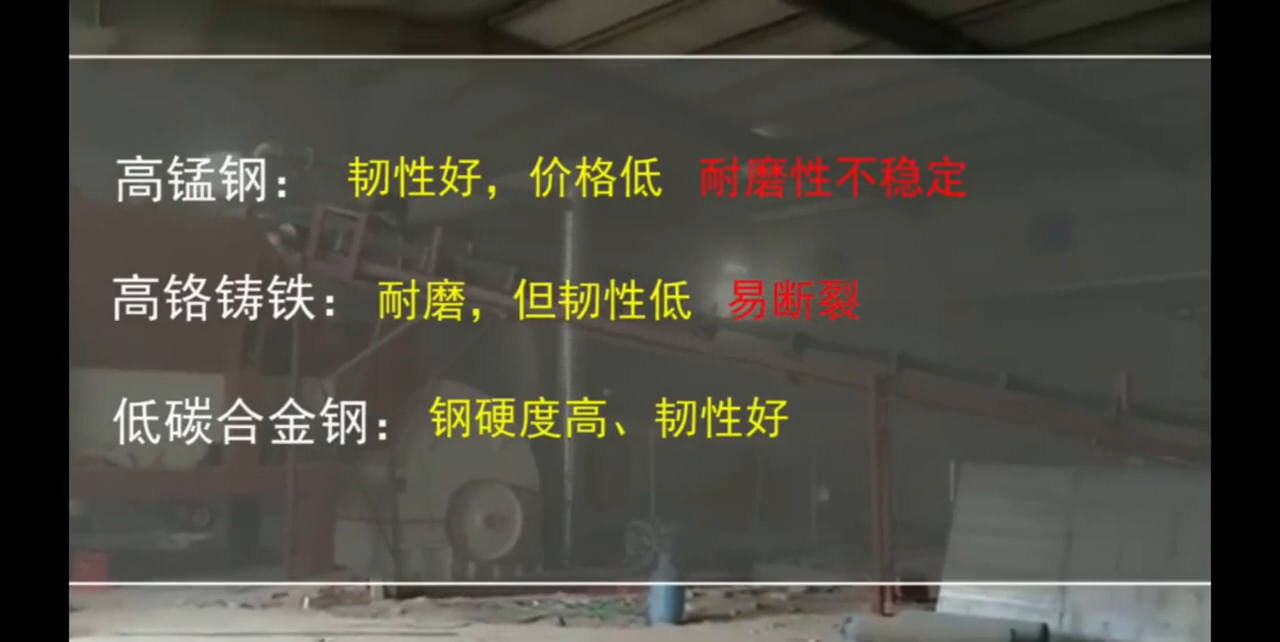 高锰钢： 韧性好，价格低 耐磨性不稳定
高铬铸铁： 耐磨，但韧性低 易断裂
低碳合金钢： 钢硬度高、韧性好